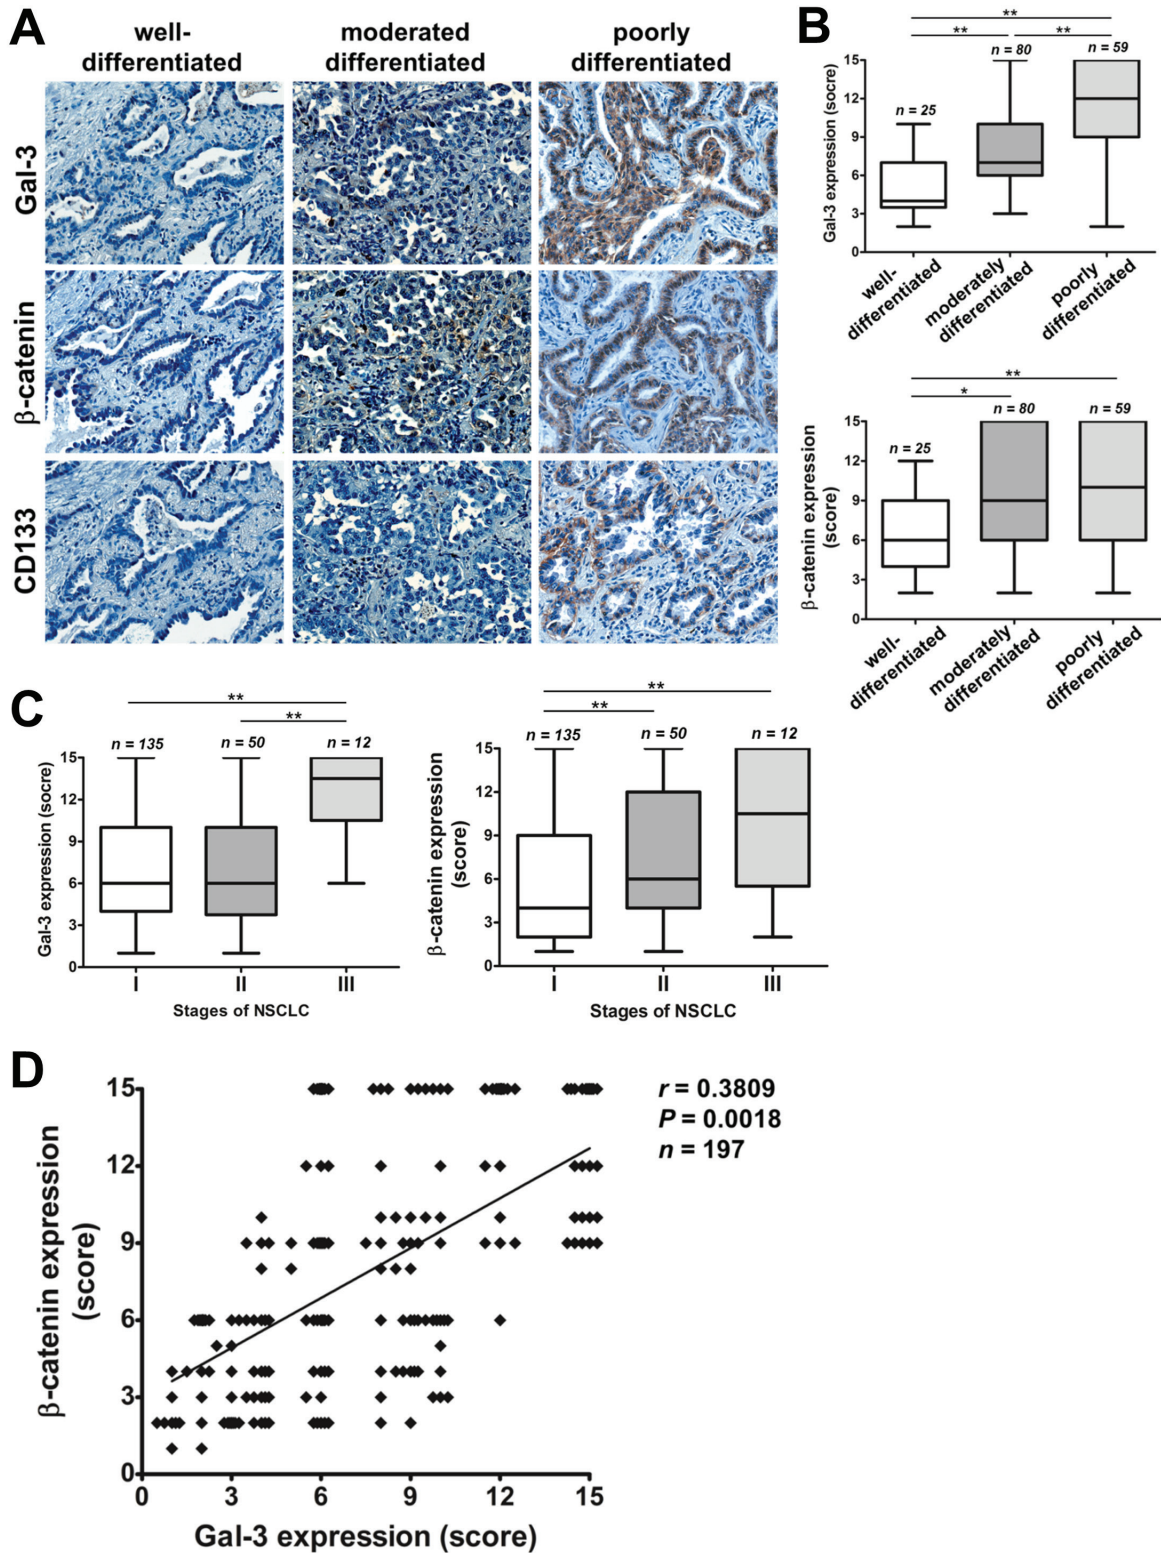 A
well-
differentiated
moderated
differentiated
poorly
differentiated
Gal-3
β-catenin
CD133
B
**
**
**
n = 25
n = 80
n = 59
Gal-3 expression (socre)
15
12
9
6
3
0
well-
differentiated
moderately
differentiated
poorly
differentiated
**
*
n = 25
n = 80
n = 59
β-catenin expression
(score)
15
12
9
6
3
0
well-
differentiated
moderately
differentiated
poorly
differentiated
C
**
**
n = 135
n = 50
n = 12
Gal-3 expression (socre)
15
12
9
6
3
0
I
II
III
Stages of NSCLC
**
**
n = 135
n = 50
n = 12
β-catenin expression
(score)
15
12
9
6
3
0
I
II
III
Stages of NSCLC
D
β-catenin expression
(score)
15
12
9
6
3
0
0
3
6
9
12
15
Gal-3 expression (score)
r = 0.3809
P = 0.0018
n = 197